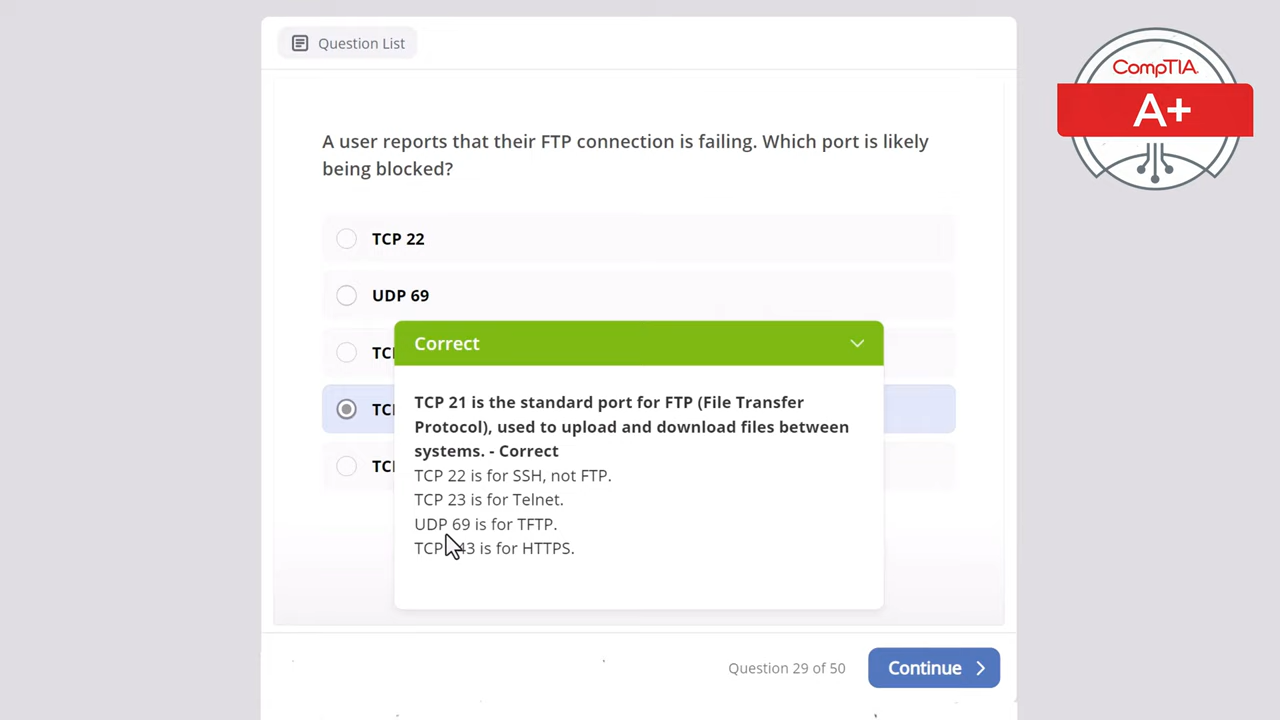 Question List
CompTIA
A+
A user reports that their FTP connection is failing. Which port is likely
being blocked?
TCP 22
UDP 69
Correct
TCP 21 is the standard port for FTP (File Transfer
Protocol), used to upload and download files between
systems. - Correct
TCP 22 is for SSH, not FTP.
TCP 23 is for Telnet.
UDP 69 is for TFTP.
TCP 43 is for HTTPS.
Question 29 of 50
Continue